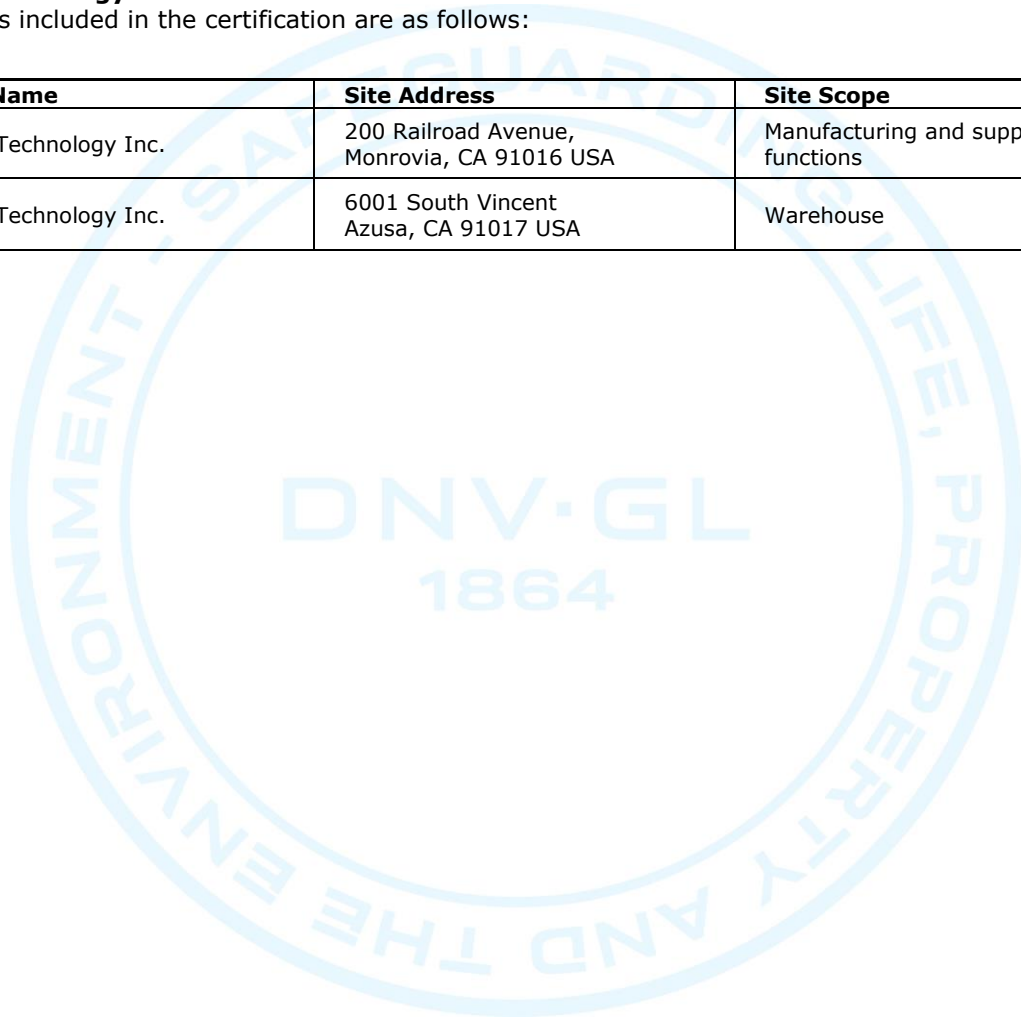 s included in the certification are as follows:
Name Site Address Site Scope
Technology Inc. 200 Railroad Avenue, Manufacturing and supp
Monrovia, CA 91016 USA functions
Technology Inc. 6001 South Vincent Warehouse
Azusa, CA 91017 USA
SAFEGUARDING LIFE, PROPERTY AND THE ENVIRONMENT -
DNV·GL
1864